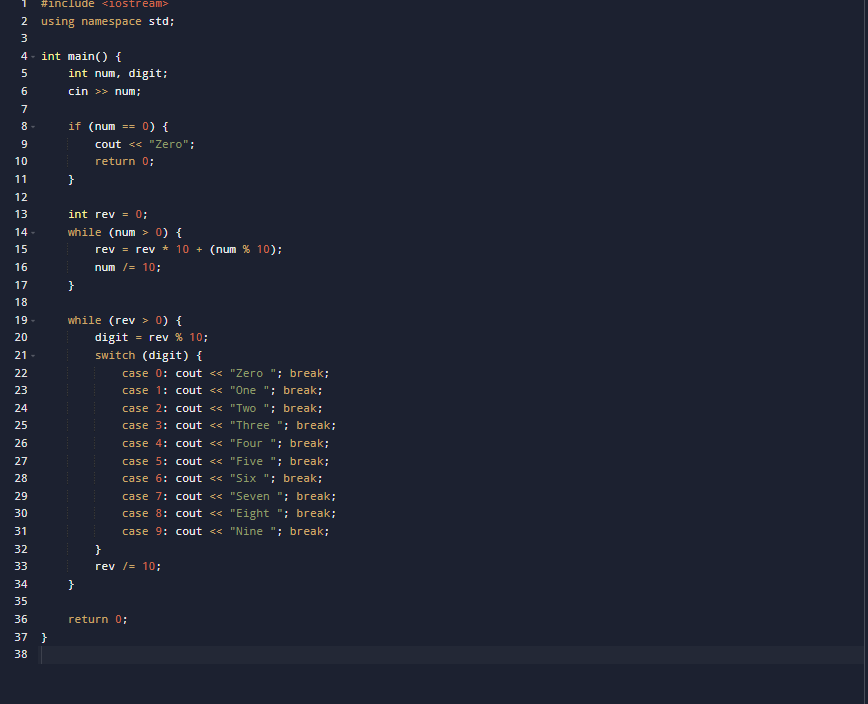 1 #include <iostream>
2 using namespace std;
3
4 int main() {
5 int num, digit;
6 cin >> num;
7
8 if (num == 0) {
9 cout << "Zero";
10 return 0;
11 }
12
13 int rev = 0;
14 while (num > 0) {
15 rev = rev * 10 + (num % 10);
16 num /= 10;
17 }
18
19 while (rev > 0) {
20 digit = rev % 10;
21 switch (digit) {
22 case 0: cout << "Zero "; break;
23 case 1: cout << "One "; break;
24 case 2: cout << "Two "; break;
25 case 3: cout << "Three "; break;
26 case 4: cout << "Four "; break;
27 case 5: cout << "Five "; break;
28 case 6: cout << "Six "; break;
29 case 7: cout << "Seven "; break;
30 case 8: cout << "Eight "; break;
31 case 9: cout << "Nine "; break;
32 }
33 rev /= 10;
34 }
35
36 return 0;
37 }
38